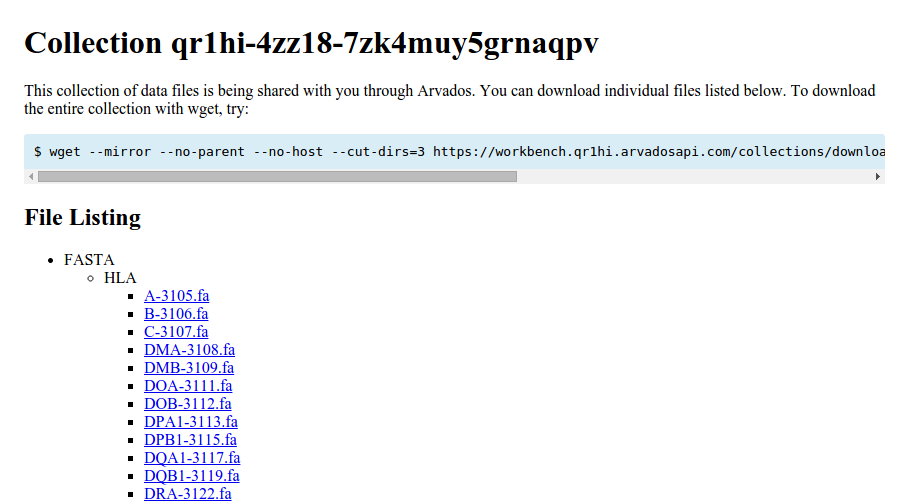 Collection qr1hi-4zz18-7zk4muy5grnaqpv
This collection of data files is being shared with you through Arvados. You can download individual files listed below. To download
the entire collection with wget, try:
$ wget --mirror --no-parent --no-host --cut-dirs=3 https://workbench.qr1hi.arvadosapi.com/collections/downloa
File Listing
FASTA
HLA
A-3105.fa
B-3106.fa
C-3107.fa
DMA-3108.fa
DMB-3109.fa
DOA-3111.fa
DOB-3112.fa
DPA1-3113.fa
DPB1-3115.fa
DQA1-3117.fa
DQB1-3119.fa
DRA-3122.fa